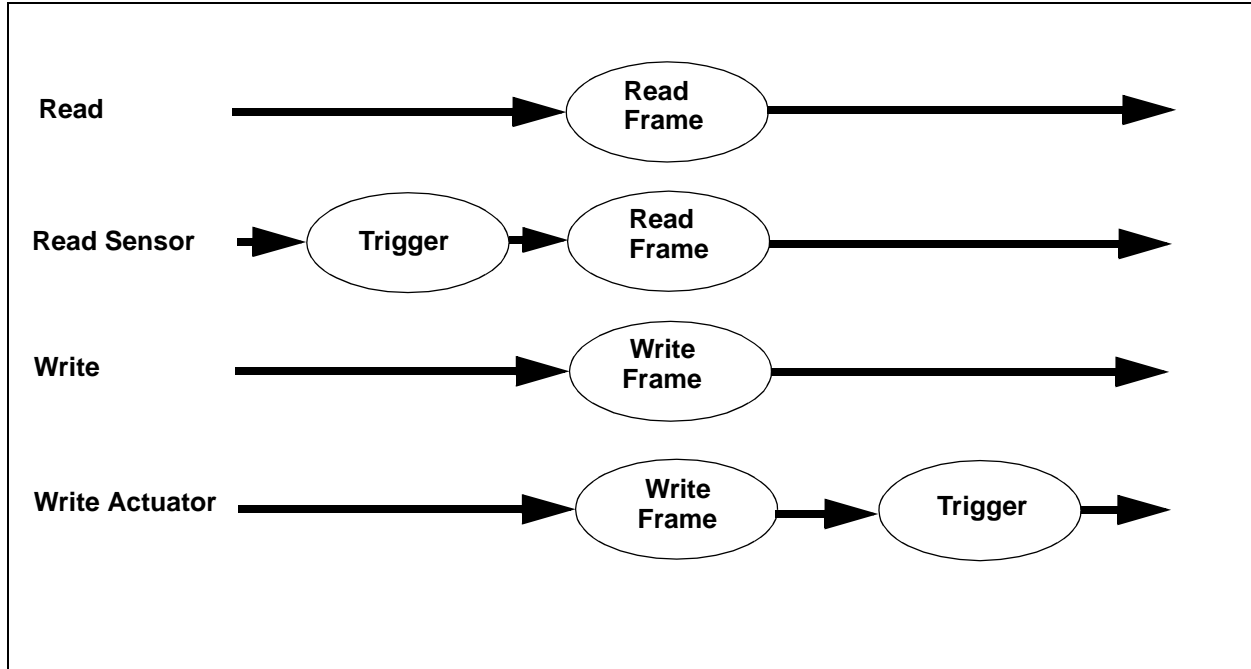 Read
Read
Frame
Read Sensor
Trigger
Read
Frame
Write
Write
Frame
Write Actuator
Write
Frame
Trigger